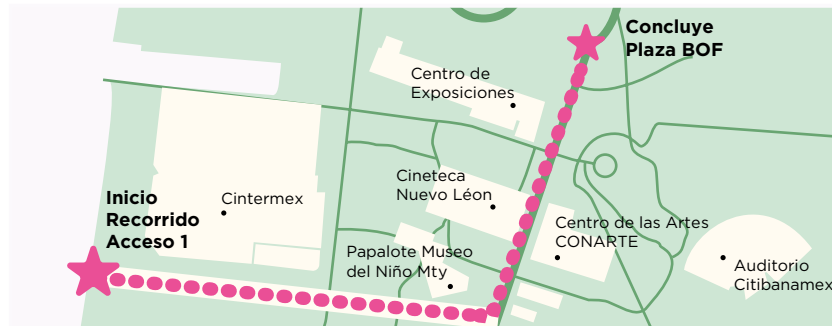 Concluye
Plaza BOF
Centro de
Exposiciones
Cineteca
Nuevo Léon
Inicio
Recorrido
Acceso 1
Cintermex
Centro de las Artes
CONARTE
Papalote Museo
del Niño Mty
Auditorio
Citibanamex